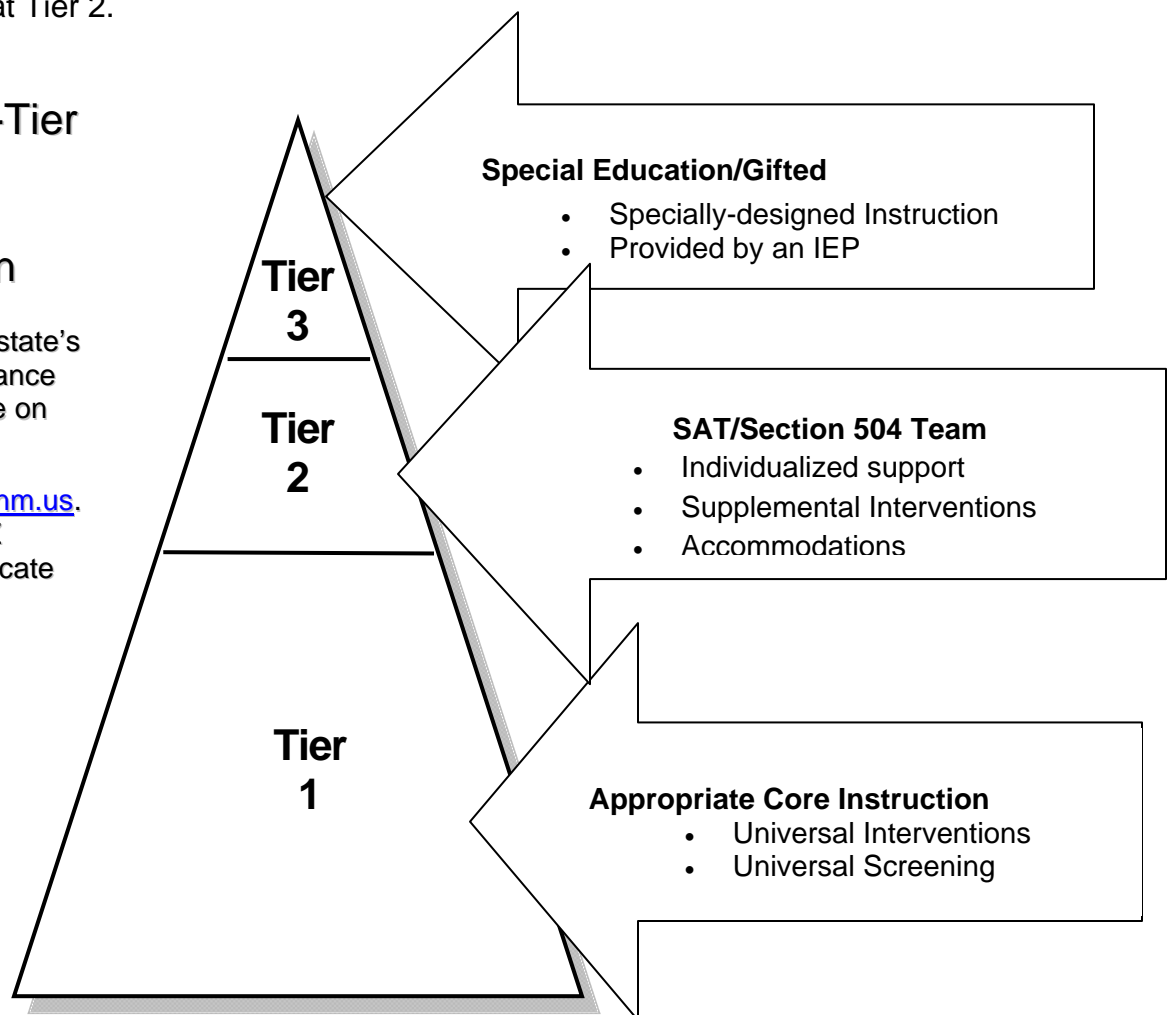 at Tier 2.
-Tier
n
state's
ance
e on
nm.us.
cate
Tier
3
Tier
2
Tier
1
Special Education/Gifted
• Specially-designed Instruction
• Provided by an IEP
SAT/Section 504 Team
• Individualized support
• Supplemental Interventions
• Accommodations
Appropriate Core Instruction
• Universal Interventions
• Universal Screening